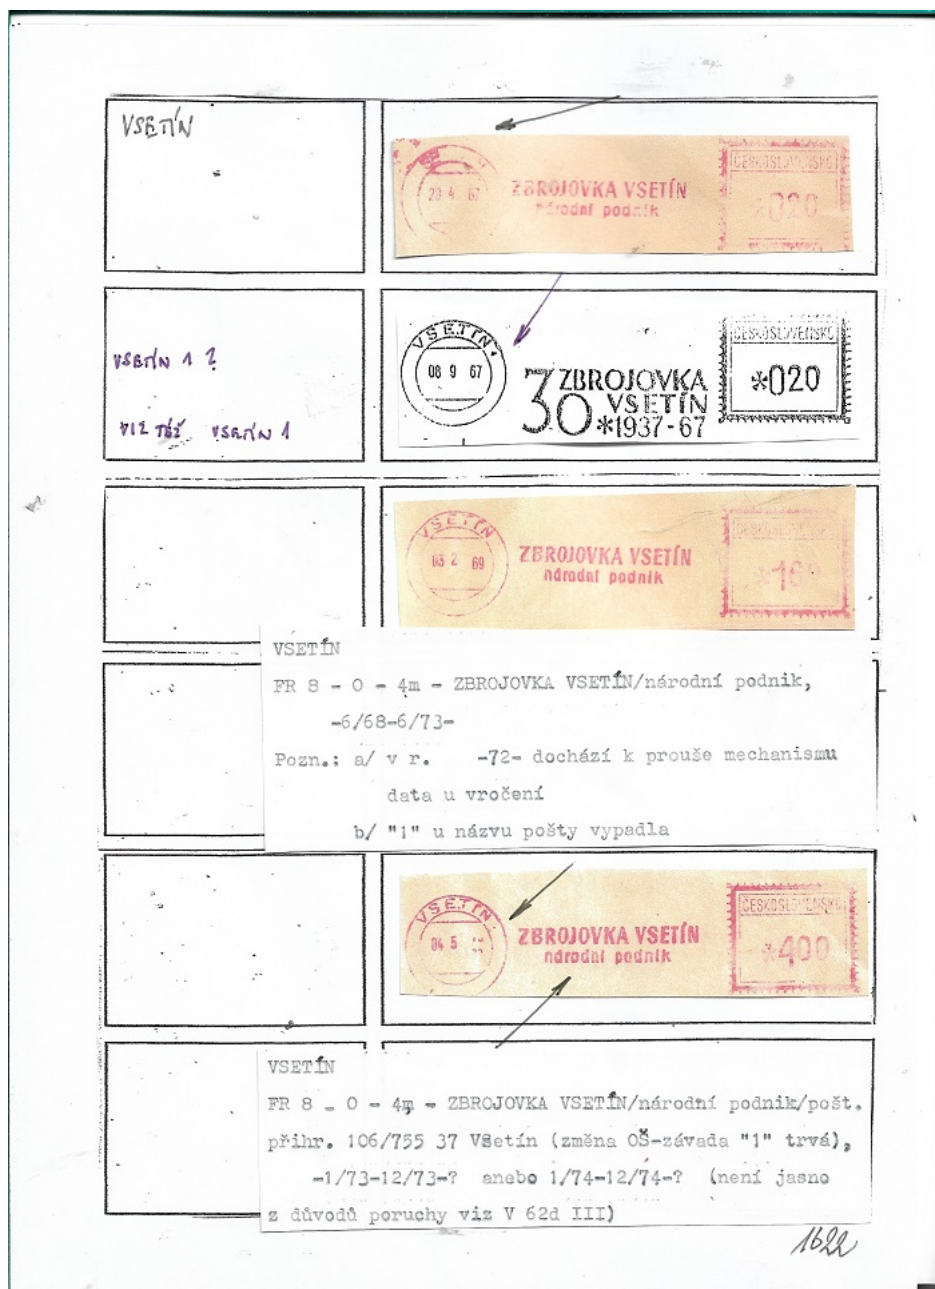 VSETÍN
23 4 67
ZBROJOVKA VSETÍN
národní podnik
ČESKOSLOVENSKO
*020
VSETÍN 1 ?
VIZ TÉŽ VSETÍN 1
VSETÍN
08 9 67
30 ZBROJOVKA
VSETÍN
*1937-67
ČESKOSLOVENSKO
*020
VSETÍN
03 2 69
ZBROJOVKA VSETÍN
národní podnik
ČESKOSLOVENSKO
VSETÍN
FR 8 - O - 4m - ZBROJOVKA VSETÍN/národní podnik,
-6/68-6/73-
Pozn.: a/ v r. -72- dochází k prouše mechanismu
data u vročení
b/ "1" u názvu pošty vypadla
VSETÍN
04 5
ZBROJOVKA VSETÍN
národní podnik
ČESKOSLOVENSKO
*400
VSETÍN
FR 8 - O - 4m - ZBROJOVKA VSETÍN/národní podnik/pošt.
přihr. 106/755 37 Vsetín (změna OŠ-závada "1" trvá),
-1/73-12/73-? anebo 1/74-12/74-? (není jasno
z důvodů poruchy viz V 62d III)
1622